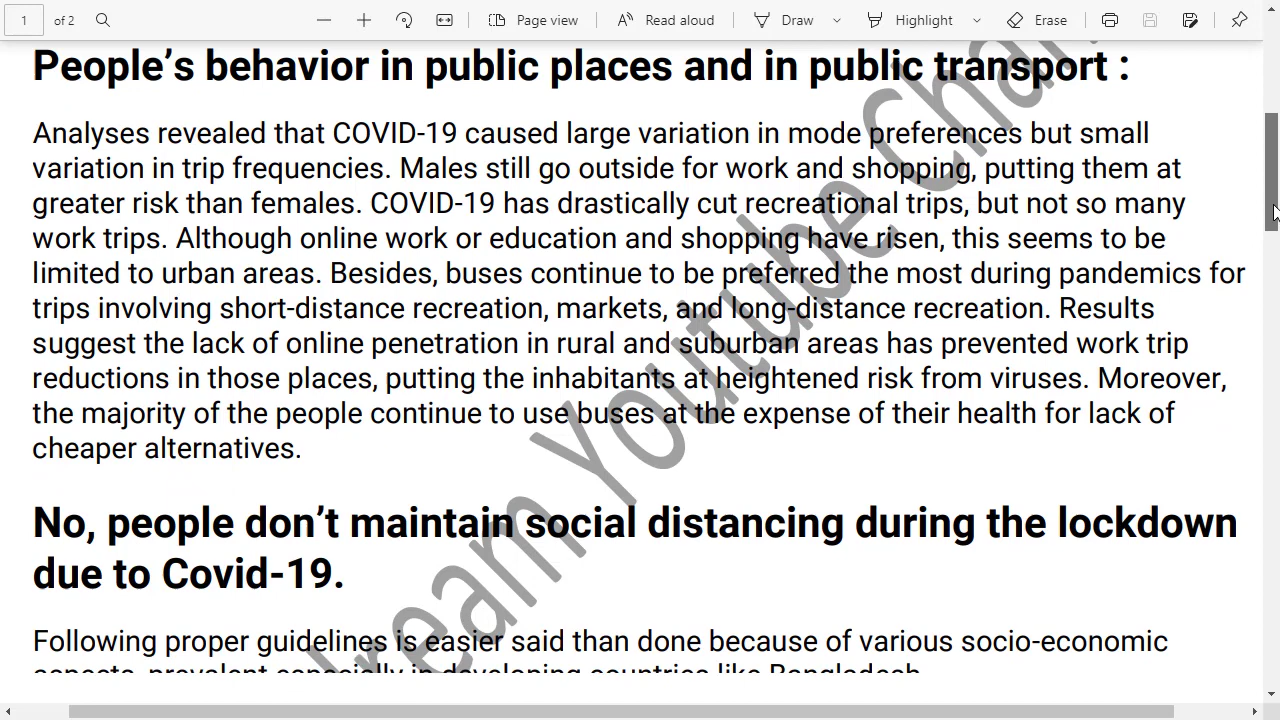 1 of 2 Page view Read aloud Draw Highlight Erase
People’s behavior in public places and in public transport :
Analyses revealed that COVID-19 caused large variation in mode preferences but small
variation in trip frequencies. Males still go outside for work and shopping, putting them at
greater risk than females. COVID-19 has drastically cut recreational trips, but not so many
work trips. Although online work or education and shopping have risen, this seems to be
limited to urban areas. Besides, buses continue to be preferred the most during pandemics for
trips involving short-distance recreation, markets, and long-distance recreation. Results
suggest the lack of online penetration in rural and suburban areas has prevented work trip
reductions in those places, putting the inhabitants at heightened risk from viruses. Moreover,
the majority of the people continue to use buses at the expense of their health for lack of
cheaper alternatives.
No, people don’t maintain social distancing during the lockdown
due to Covid-19.
Following proper guidelines is easier said than done because of various socio-economic
aspects, prevalent especially in developing countries like Bangladesh.
Youtube